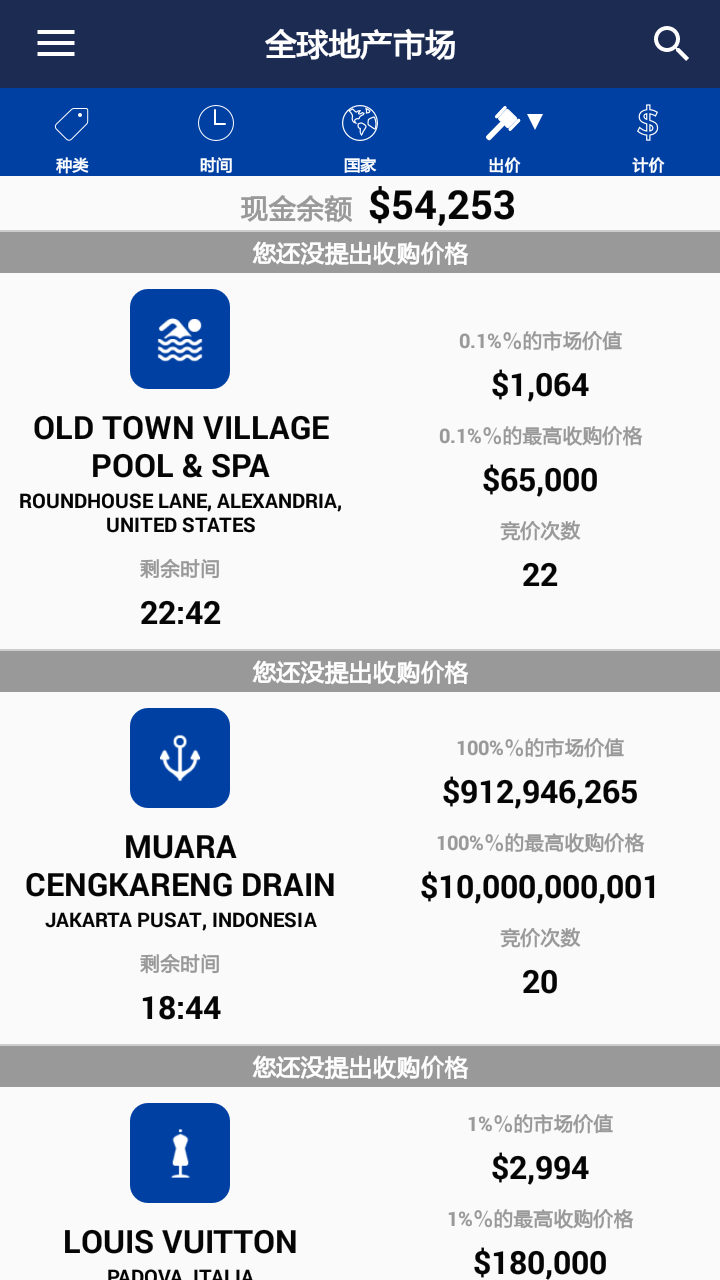 全球地产市场
种类
时间
国家
出价
计价
现金余额 $54,253
您还没提出收购价格
OLD TOWN VILLAGE
POOL & SPA
ROUNDHOUSE LANE, ALEXANDRIA,
UNITED STATES
剩余时间
22:42
0.1%%的市场价值
$1,064
0.1%%的最高收购价格
$65,000
竞价次数
22
您还没提出收购价格
MUARA
CENGKARENG DRAIN
JAKARTA PUSAT, INDONESIA
剩余时间
18:44
100%%的市场价值
$912,946,265
100%%的最高收购价格
$10,000,000,001
竞价次数
20
您还没提出收购价格
LOUIS VUITTON
PADOVA, ITALIA
1%%的市场价值
$2,994
1%%的最高收购价格
$180,000